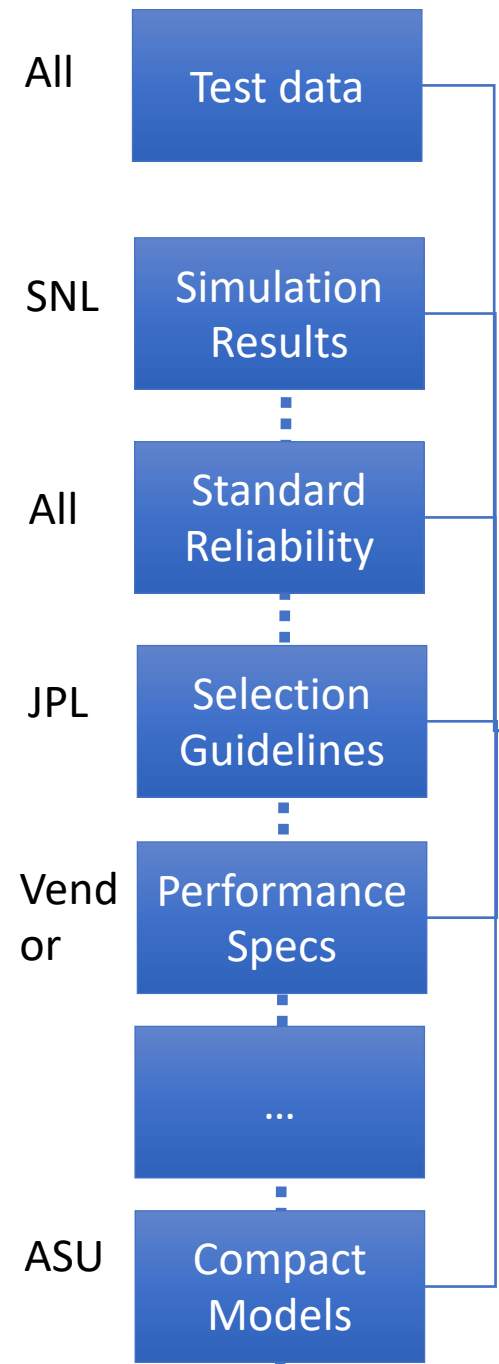 All
Test data
SNL
Simulation
Results
All
Standard
Reliability
JPL
Selection
Guidelines
Vend
or
Performance
Specs
...
ASU
Compact
Models